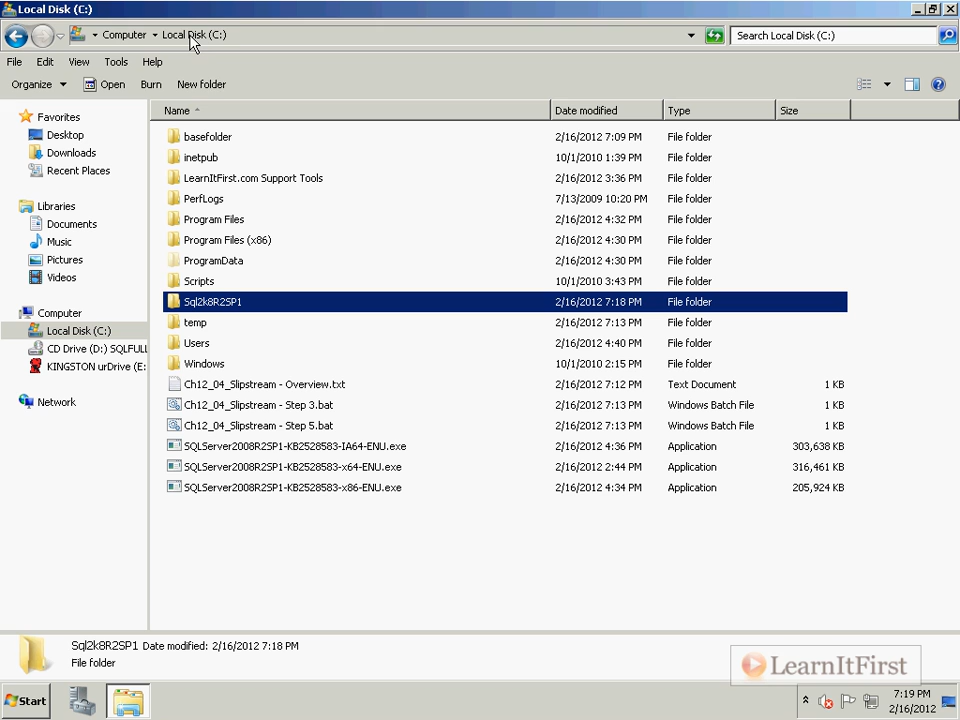 Local Disk (C:)
Computer Local Disk (C:) Search Local Disk (C:)
File Edit View Tools Help
Organize Open Burn New folder
Name Date modified Type Size
Favorites
Desktop
Downloads
Recent Places
Libraries
Documents
Music
Pictures
Videos
Computer
Local Disk (C:)
CD Drive (D:) SQLFULL
KINGSTON urDrive (E:
Network
basefolder 2/16/2012 7:09 PM File folder
inetpub 10/1/2010 1:39 PM File folder
LearnItFirst.com Support Tools 2/16/2012 3:36 PM File folder
PerfLogs 7/13/2009 10:20 PM File folder
Program Files 2/16/2012 4:32 PM File folder
Program Files (x86) 2/16/2012 4:30 PM File folder
ProgramData 2/16/2012 4:30 PM File folder
Scripts 10/1/2010 3:43 PM File folder
Sql2k8R2SP1 2/16/2012 7:18 PM File folder
temp 2/16/2012 7:13 PM File folder
Users 2/16/2012 4:40 PM File folder
Windows 10/1/2010 2:15 PM File folder
Ch12_04_Slipstream - Overview.txt 2/16/2012 7:12 PM Text Document 1 KB
Ch12_04_Slipstream - Step 3.bat 2/16/2012 7:13 PM Windows Batch File 1 KB
Ch12_04_Slipstream - Step 5.bat 2/16/2012 7:13 PM Windows Batch File 1 KB
SQLServer2008R2SP1-KB2528583-IA64-ENU.exe 2/16/2012 4:36 PM Application 303,638 KB
SQLServer2008R2SP1-KB2528583-x64-ENU.exe 2/16/2012 2:44 PM Application 316,461 KB
SQLServer2008R2SP1-KB2528583-x86-ENU.exe 2/16/2012 4:34 PM Application 205,924 KB
Sql2k8R2SP1 Date modified: 2/16/2012 7:18 PM
File folder
LearnItFirst
Start 7:19 PM
2/16/2012